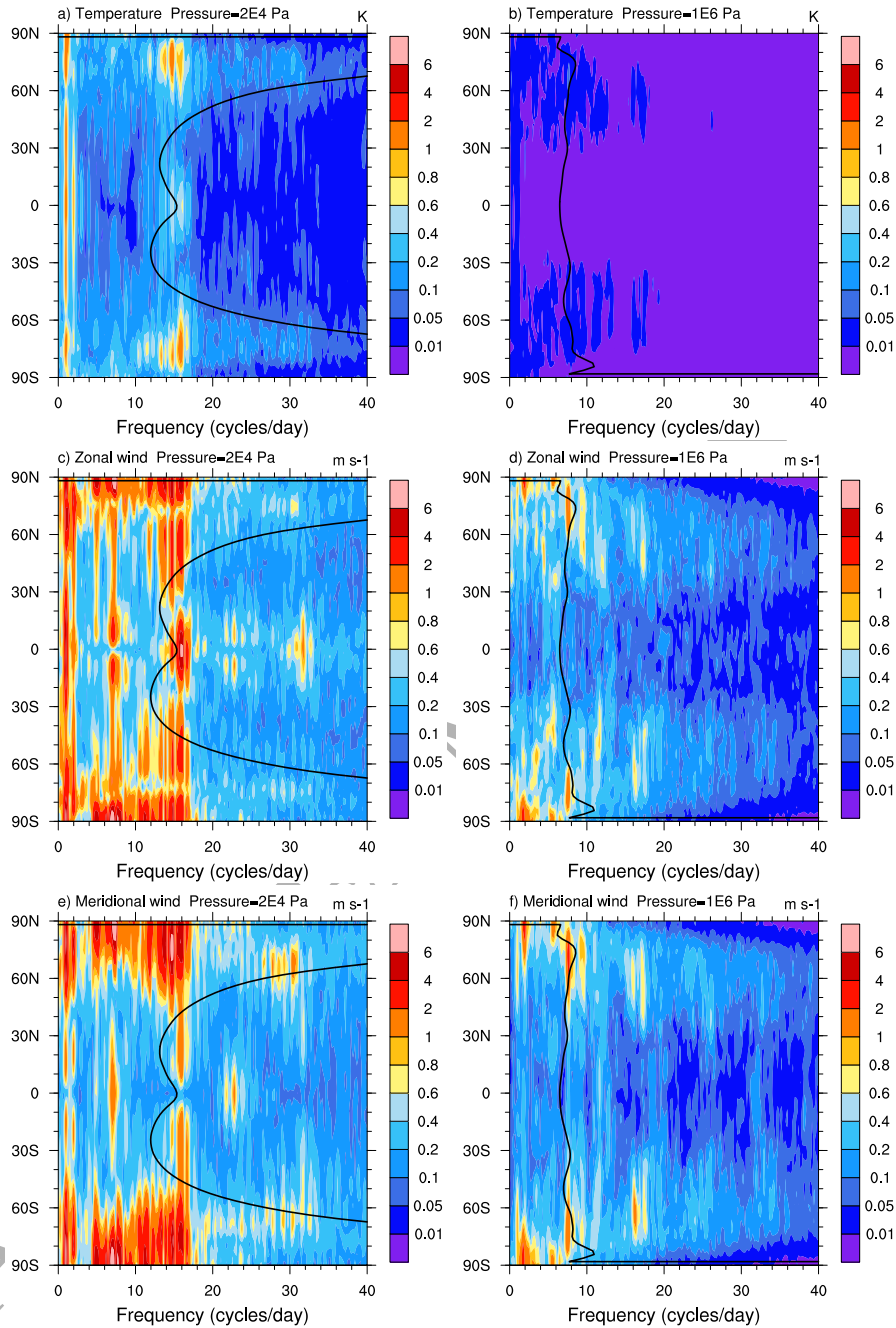 a) Temperature Pressure=2E4 Pa K
90N
60N
30N
0
30S
60S
90S
0 10 20 30 40
Frequency (cycles/day)
6
4
2
1
0.8
0.6
0.4
0.2
0.1
0.05
0.01
b) Temperature Pressure=1E6 Pa K
90N
60N
30N
0
30S
60S
90S
0 10 20 30 40
Frequency (cycles/day)
6
4
2
1
0.8
0.6
0.4
0.2
0.1
0.05
0.01
c) Zonal wind Pressure=2E4 Pa m s-1
90N
60N
30N
0
30S
60S
90S
0 10 20 30 40
Frequency (cycles/day)
6
4
2
1
0.8
0.6
0.4
0.2
0.1
0.05
0.01
d) Zonal wind Pressure=1E6 Pa m s-1
90N
60N
30N
0
30S
60S
90S
0 10 20 30 40
Frequency (cycles/day)
6
4
2
1
0.8
0.6
0.4
0.2
0.1
0.05
0.01
e) Meridional wind Pressure=2E4 Pa m s-1
90N
60N
30N
0
30S
60S
90S
0 10 20 30 40
Frequency (cycles/day)
6
4
2
1
0.8
0.6
0.4
0.2
0.1
0.05
0.01
f) Meridional wind Pressure=1E6 Pa m s-1
90N
60N
30N
0
30S
60S
90S
0 10 20 30 40
Frequency (cycles/day)
6
4
2
1
0.8
0.6
0.4
0.2
0.1
0.05
0.01